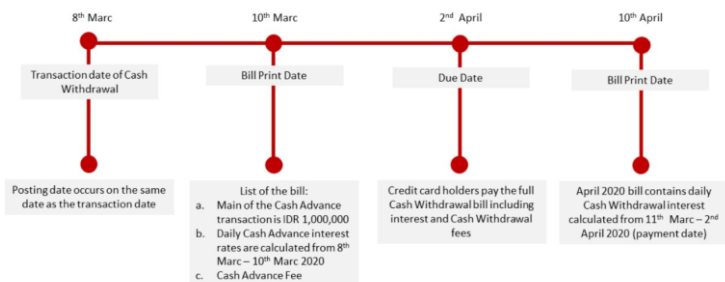 8th Marc
10th Marc
2nd April
10th April
Transaction date of Cash
Withdrawal
Bill Print Date
Due Date
Bill Print Date
Posting date occurs on the same
date as the transaction date
List of the bill:
a. Main of the Cash Advance
transaction is IDR 1,000,000
b. Daily Cash Advance interest
rates are calculated from 8th
Marc – 10th Marc 2020
c. Cash Advance Fee
Credit card holders pay the full
Cash Withdrawal bill including
interest and Cash Withdrawal
fees
April 2020 bill contains daily
Cash Withdrawal interest
calculated from 11th Marc – 2nd
April 2020 (payment date)